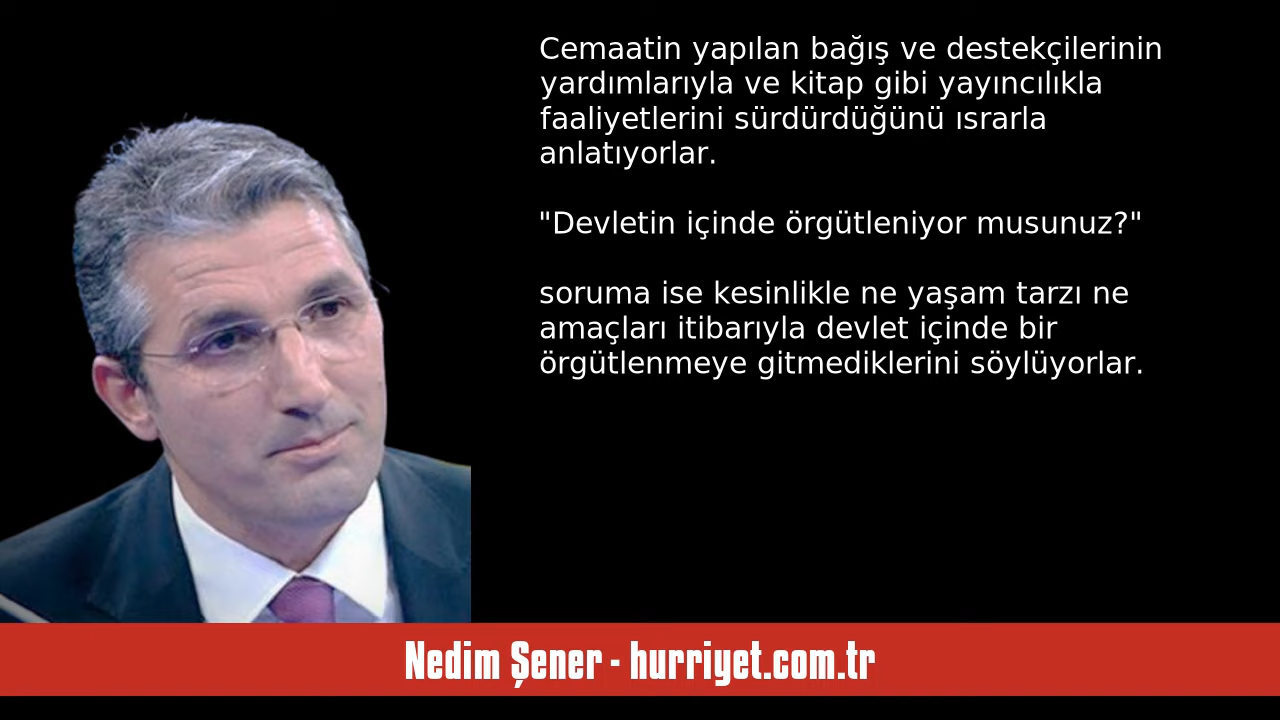 Cemaatin yapılan bağış ve destekçilerinin
yardımlarıyla ve kitap gibi yayıncılıkla
faaliyetlerini sürdürdüğünü ısrarla
anlatıyorlar.
"Devletin içinde örgütleniyor musunuz?"
soruma ise kesinlikle ne yaşam tarzı ne
amaçları itibarıyla devlet içinde bir
örgütlenmeye gitmediklerini söylüyorlar.
Nedim Şener - hurriyet.com.tr